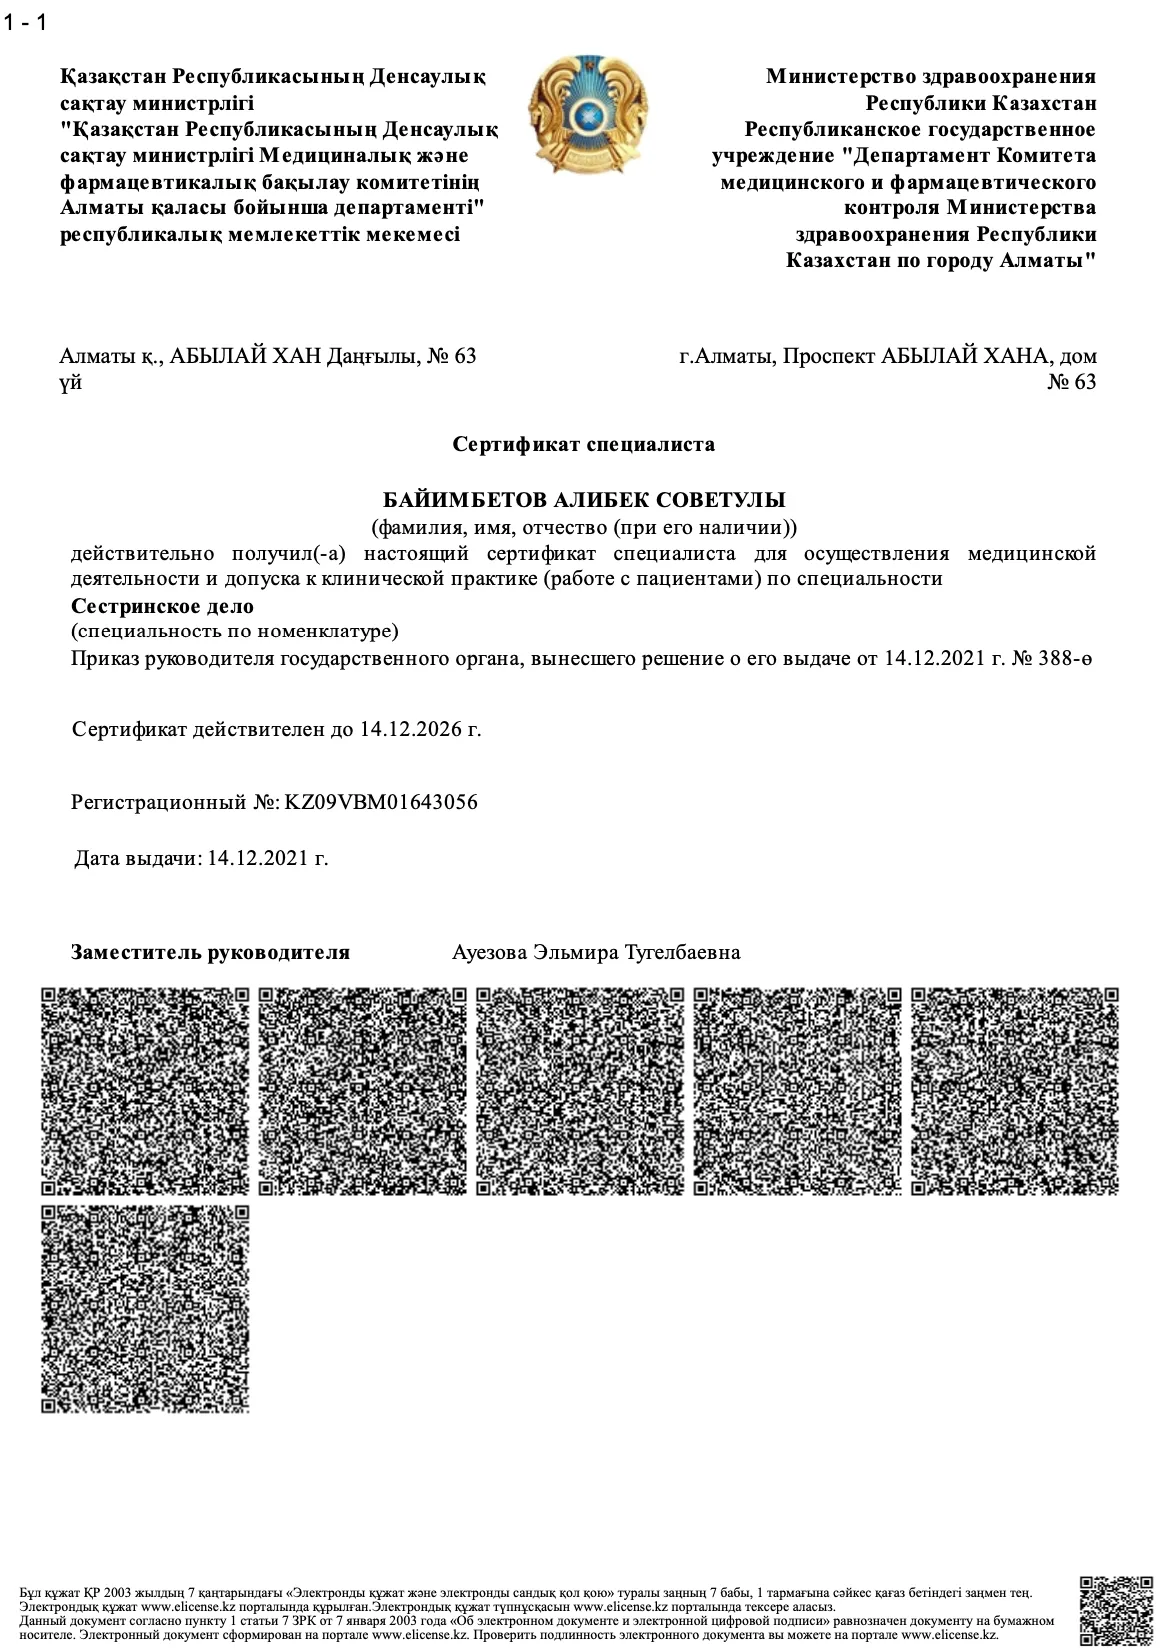 1 - 1
Қазақстан Республикасының Денсаулық
сақтау министрлігі
"Қазақстан Республикасының Денсаулық
сақтау министрлігі Медициналық және
фармацевтикалық бақылау комитетінің
Алматы қаласы бойынша департаменті"
республикалық мемлекеттік мекемесі
Министерство здравоохранения
Республики Казахстан
Республиканское государственное
учреждение "Департамент Комитета
медицинского и фармацевтического
контроля Министерства
здравоохранения Республики
Казахстан по городу Алматы"
Алматы қ., АБЫЛАЙ ХАН Даңғылы, № 63
үй
г.Алматы, Проспект АБЫЛАЙ ХАНА, дом
№ 63
Сертификат специалиста
БАЙИМБЕТОВ АЛИБЕК СОВЕТУЛЫ
(фамилия, имя, отчество (при его наличии))
действительно получил(-а) настоящий сертификат специалиста для осуществления медицинской
деятельности и допуска к клинической практике (работе с пациентами) по специальности
Сестринское дело
(специальность по номенклатуре)
Приказ руководителя государственного органа, вынесшего решение о его выдаче от 14.12.2021 г. № 388-ө
Сертификат действителен до 14.12.2026 г.
Регистрационный №: KZ09VBM01643056
Дата выдачи: 14.12.2021 г.
Заместитель руководителя Ауезова Эльмира Тугелбаевна
Бұл құжат ҚР 2003 жылдың 7 қаңтарындағы «Электронды құжат және электронды сандық қол қою» туралы заңның 7 бабы, 1 тармағына сәйкес қағаз бетіндегі заңмен тең.
Электрондық құжат www.elicense.kz порталында құрылған.Электрондық құжат түпнұсқасын www.elicense.kz порталында тексере аласыз.
Данный документ согласно пункту 1 статьи 7 ЗРК от 7 января 2003 года «Об электронном документе и электронной цифровой подписи» равнозначен документу на бумажном
носителе. Электронный документ сформирован на портале www.elicense.kz. Проверить подлинность электронного документа вы можете на портале www.elicense.kz.